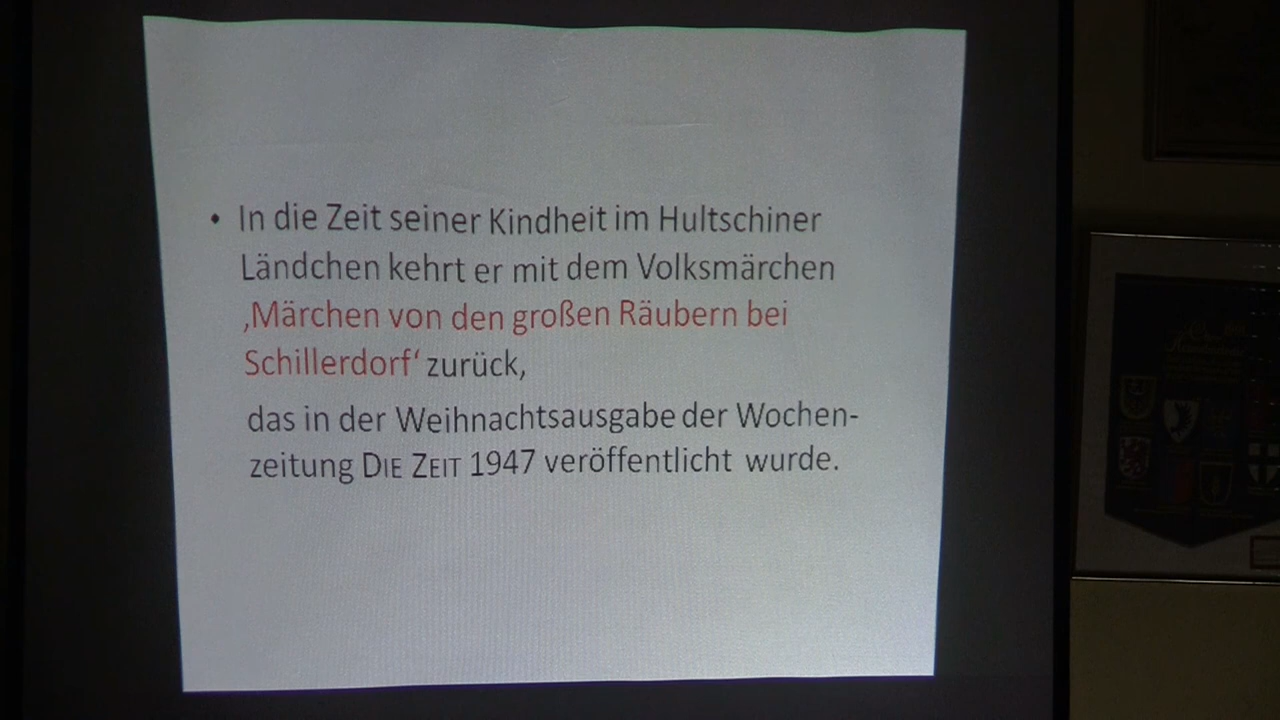 • In die Zeit seiner Kindheit im Hultschiner
Ländchen kehrt er mit dem Volksmärchen
‚Märchen von den großen Räubern bei
Schillerdorf‘ zurück,
das in der Weihnachtsausgabe der Wochen-
zeitung DIE ZEIT 1947 veröffentlicht wurde.